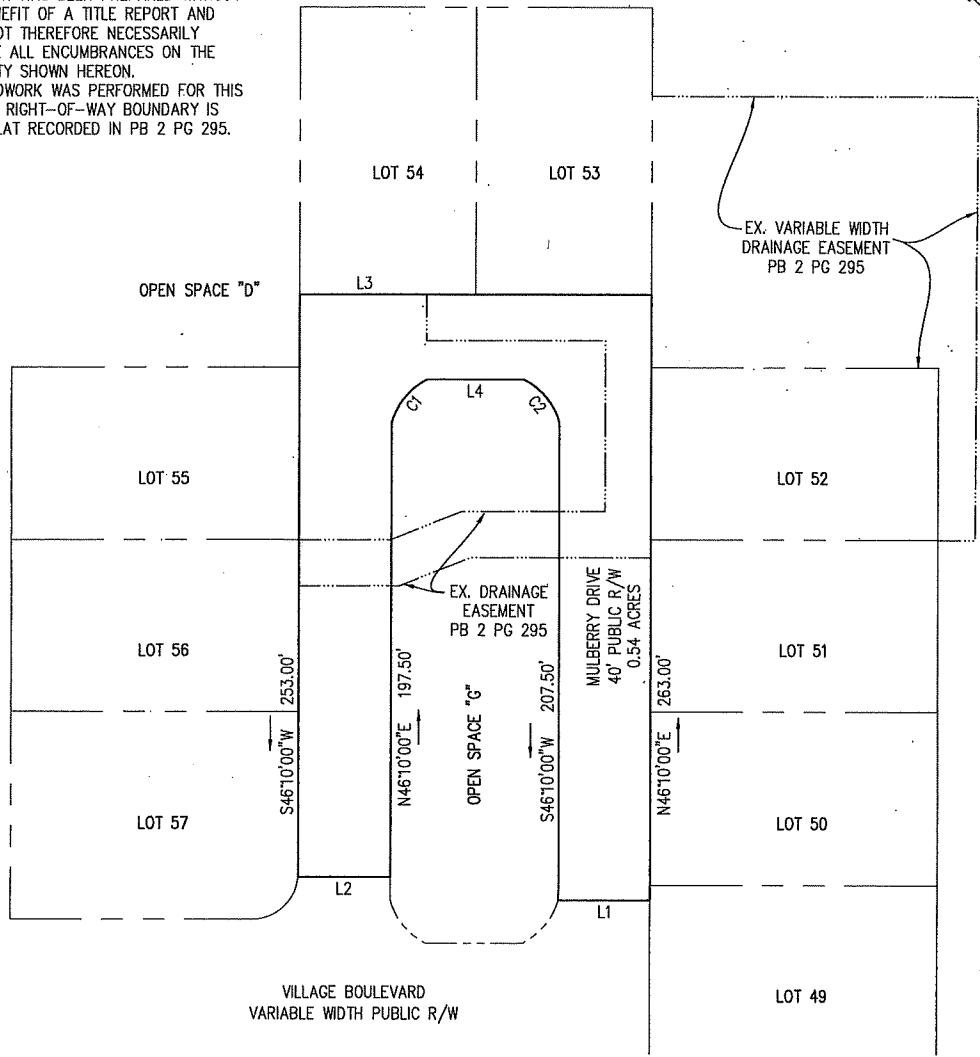 EFIT OF A TITLE REPORT AND
OT THEREFORE NECESSARILY
ALL ENCUMBRANCES ON THE
TY SHOWN HEREON.
DWORK WAS PERFORMED FOR THIS
RIGHT-OF-WAY BOUNDARY IS
LAT RECORDED IN PB 2 PG 295.
LOT 54
LOT 53
EX. VARIABLE WIDTH
DRAINAGE EASEMENT
PB 2 PG 295
OPEN SPACE "D"
L3
C1
L4
C2
LOT 55
LOT 52
EX. DRAINAGE
EASEMENT
PB 2 PG 295
MULBERRY DRIVE
40' PUBLIC R/W
0.54 ACRES
LOT 56
LOT 51
S46°10'00"W 253.00'
N46°10'00"E 197.50'
OPEN SPACE "G"
S46°10'00"W 207.50'
N46°10'00"E 263.00'
LOT 57
LOT 50
L2
L1
VILLAGE BOULEVARD
VARIABLE WIDTH PUBLIC R/W
LOT 49